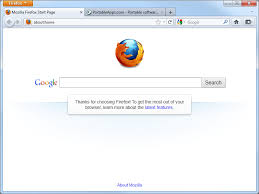 Firefox
Mozilla Firefox Start Page
PortableApps.com - Portable softwar...
about:home
Google
Google
Search
Thanks for choosing Firefox! To get the most out of your
browser, learn more about the latest features.
About Mozilla